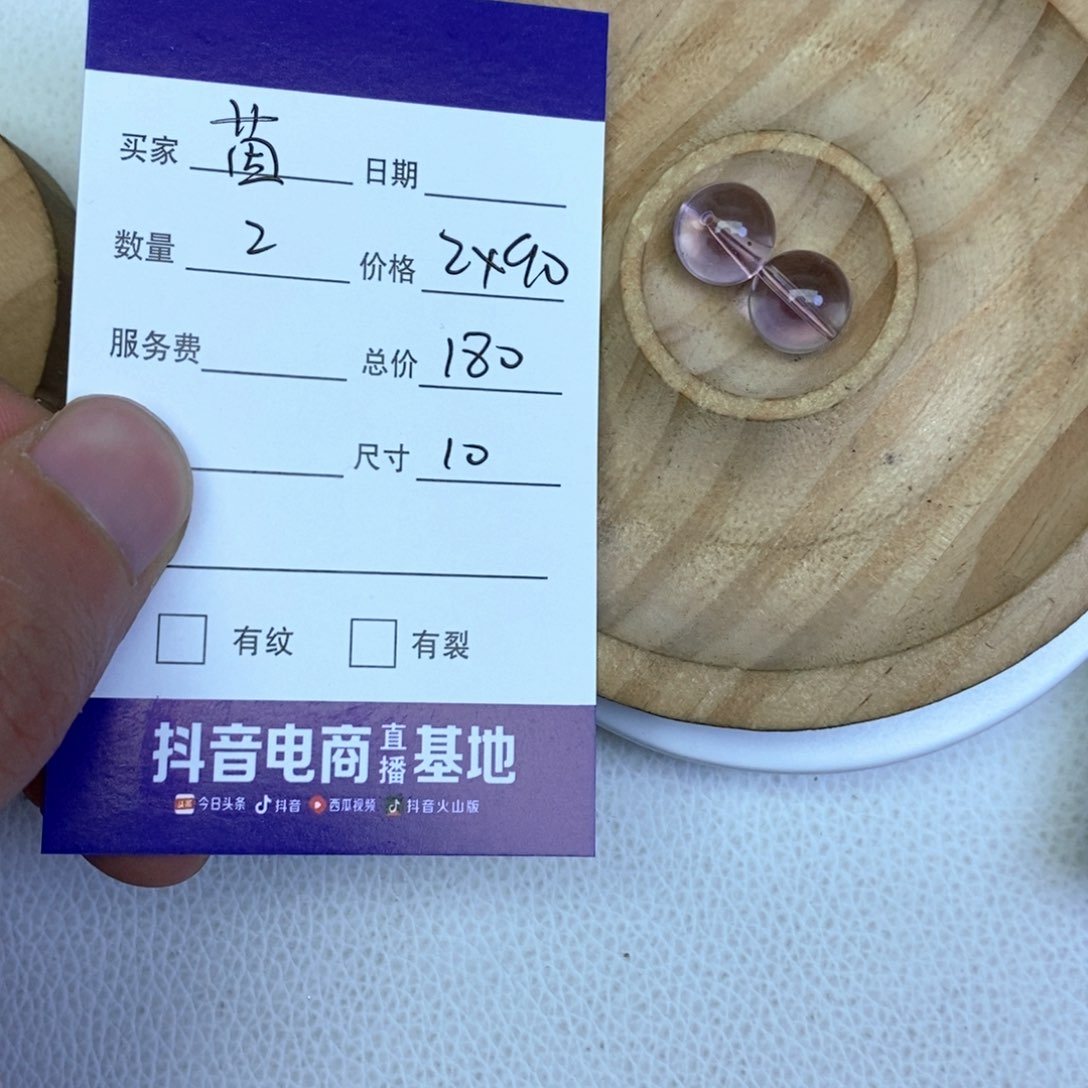 买家 茵 日期
数量 2 价格 2x90
服务费 总价 180
尺寸 10
有纹 有裂
抖音电商直播基地
今日头条 抖音 西瓜视频 抖音火山版